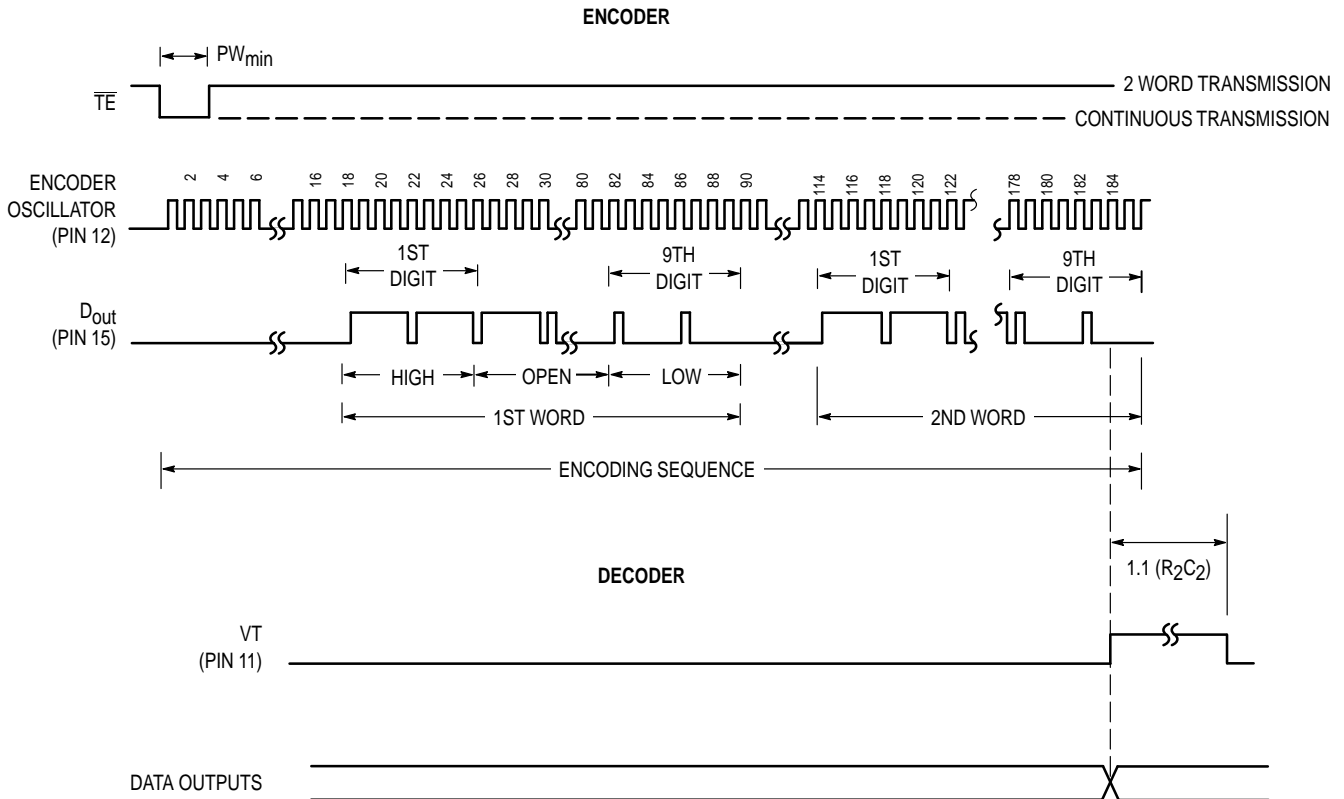 ENCODER
PWmin
TE
2 WORD TRANSMISSION
CONTINUOUS TRANSMISSION
ENCODER
OSCILLATOR
(PIN 12)
2 4 6 16 18 20 22 24 26 28 30 80 82 84 86 88 90 114 116 118 120 122 178 180 182 184
1ST
DIGIT
9TH
DIGIT
1ST
DIGIT
9TH
DIGIT
Dout
(PIN 15)
HIGH OPEN LOW
1ST WORD 2ND WORD
ENCODING SEQUENCE
DECODER
1.1 (R2C2)
VT
(PIN 11)
DATA OUTPUTS